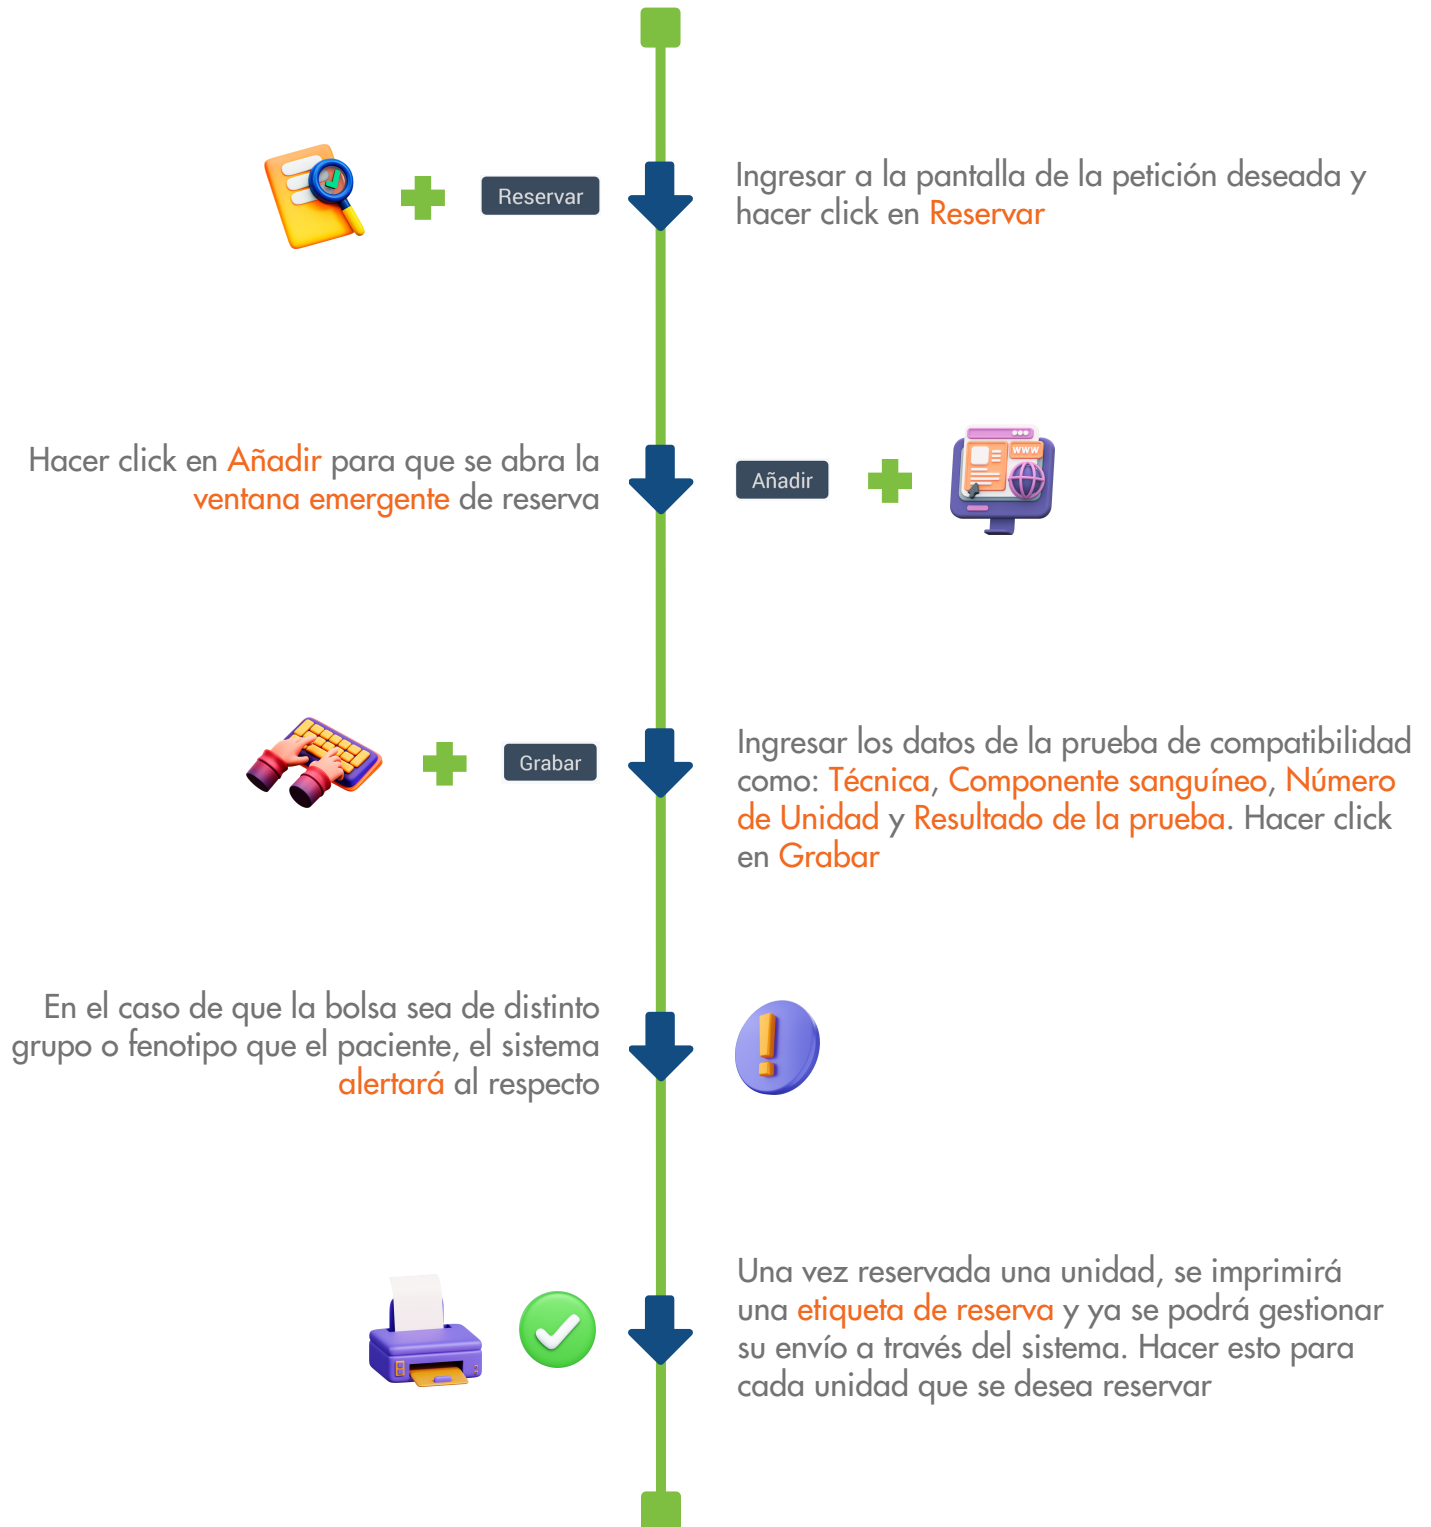 Reservar
Ingresar a la pantalla de la petición deseada y
hacer click en Reservar
Hacer click en Añadir para que se abra la
ventana emergente de reserva
Añadir
WWW
Grabar
Ingresar los datos de la prueba de compatibilidad
como: Técnica, Componente sanguíneo, Número
de Unidad y Resultado de la prueba. Hacer click
en Grabar
En el caso de que la bolsa sea de distinto
grupo o fenotipo que el paciente, el sistema
alertará al respecto
Una vez reservada una unidad, se imprimirá
una etiqueta de reserva y ya se podrá gestionar
su envío a través del sistema. Hacer esto para
cada unidad que se desea reservar